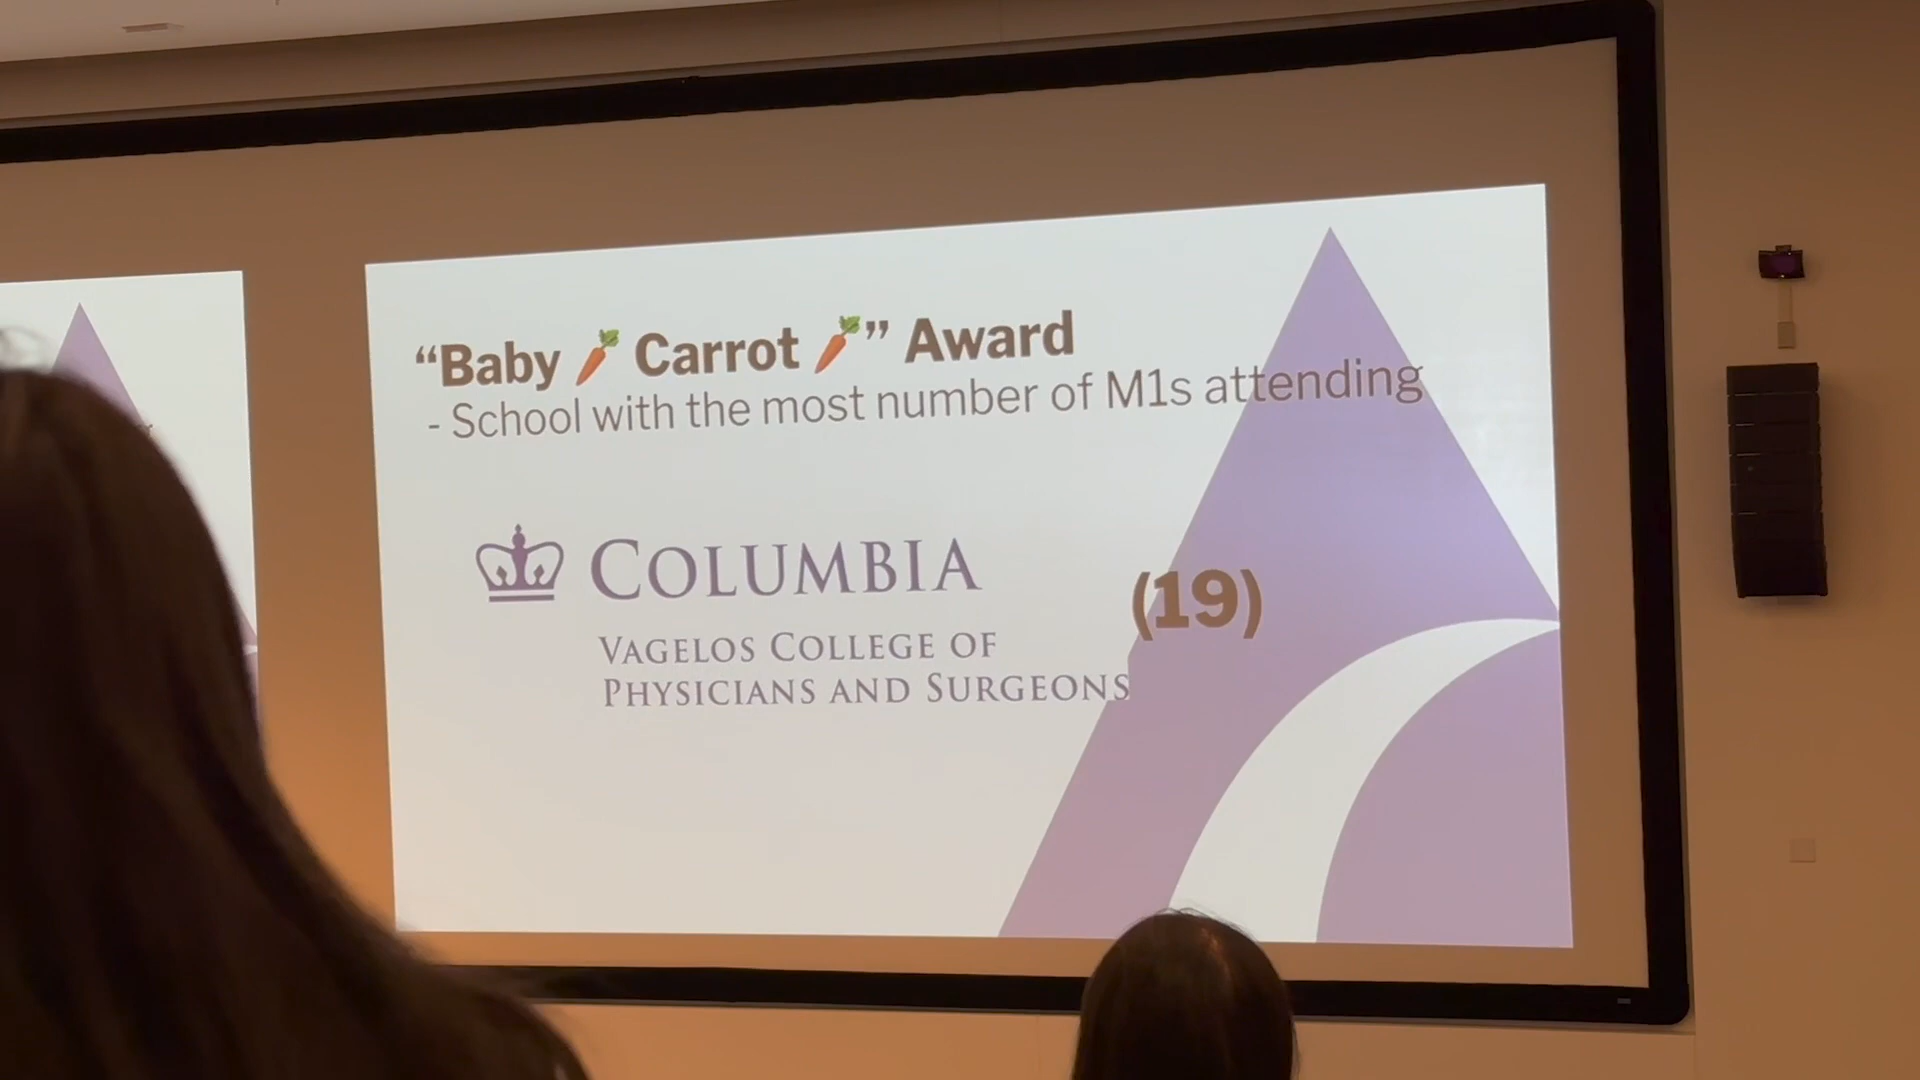 “Baby 🥕 Carrot 🥕” Award
- School with the most number of M1s attending
COLUMBIA
(19)
VAGELOS COLLEGE OF
PHYSICIANS AND SURGEONS